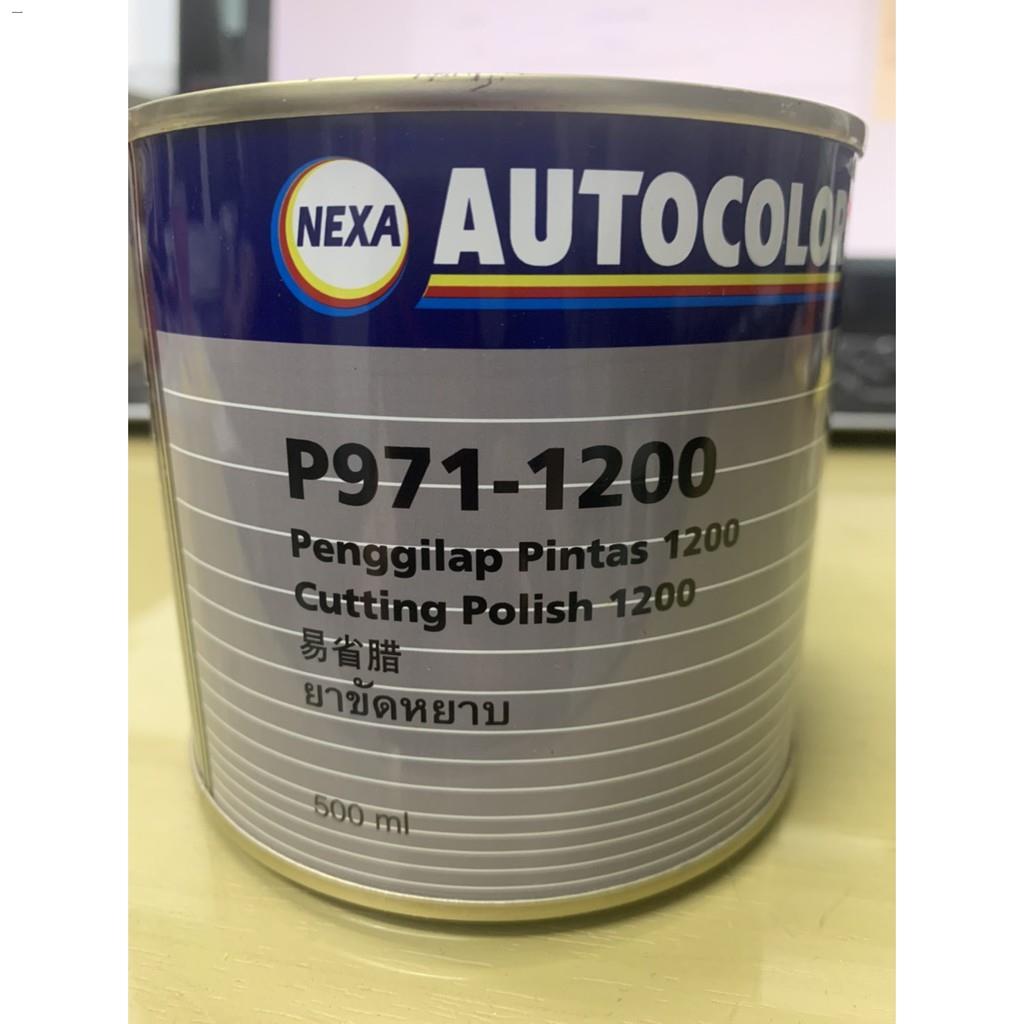 NEXA AUTOCOLOR
P971-1200
Penggilap Pintas 1200
Cutting Polish 1200
易省腊
ยาขัดหยาบ
500 ml